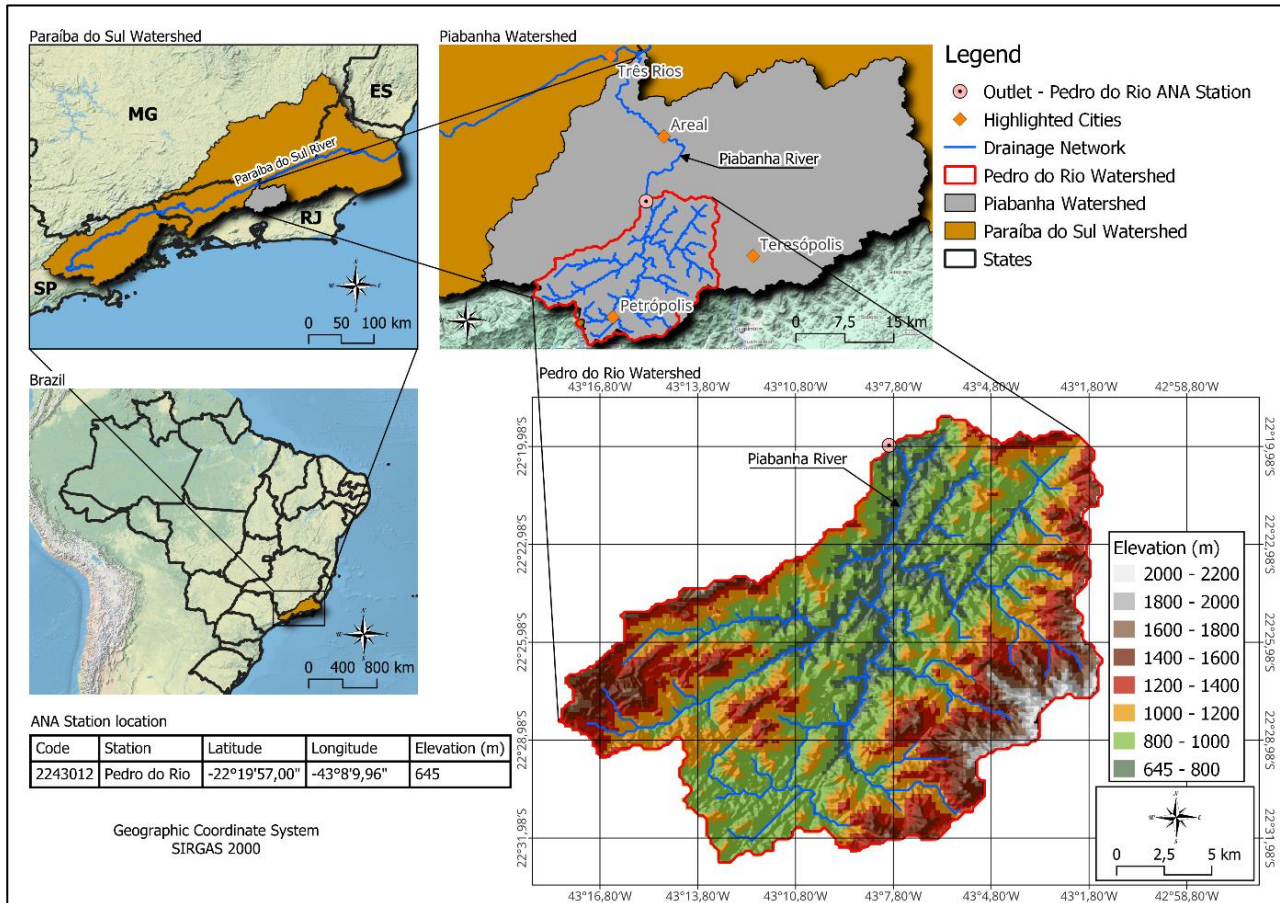 Paraíba do Sul Watershed
MG
ES
Paraíba do Sul River
RJ
SP
0 50 100 km
Piabanha Watershed
Três Rios
Areal
Piabanha River
Teresópolis
Petrópolis
0 7,5 15 km
Legend
Outlet - Pedro do Rio ANA Station
Highlighted Cities
Drainage Network
Pedro do Rio Watershed
Piabanha Watershed
Paraíba do Sul Watershed
States
Brazil
0 400 800 km
ANA Station location
Code Station Latitude Longitude Elevation (m)
2243012 Pedro do Rio -22°19'57,00" -43°8'9,96" 645
Geographic Coordinate System
SIRGAS 2000
Pedro do Rio Watershed
43°16,80'W 43°13,80'W 43°10,80'W 43°7,80'W 43°4,80'W 43°1,80'W 42°58,80'W
22°19,98'S 22°19,98'S
Piabanha River
22°22,98'S 22°22,98'S
22°25,98'S 22°25,98'S
22°28,98'S 22°28,98'S
22°31,98'S 22°31,98'S
Elevation (m)
2000 - 2200
1800 - 2000
1600 - 1800
1400 - 1600
1200 - 1400
1000 - 1200
800 - 1000
645 - 800
0 2,5 5 km
43°16,80'W 43°13,80'W 43°10,80'W 43°7,80'W 43°4,80'W 43°1,80'W 42°58,80'W